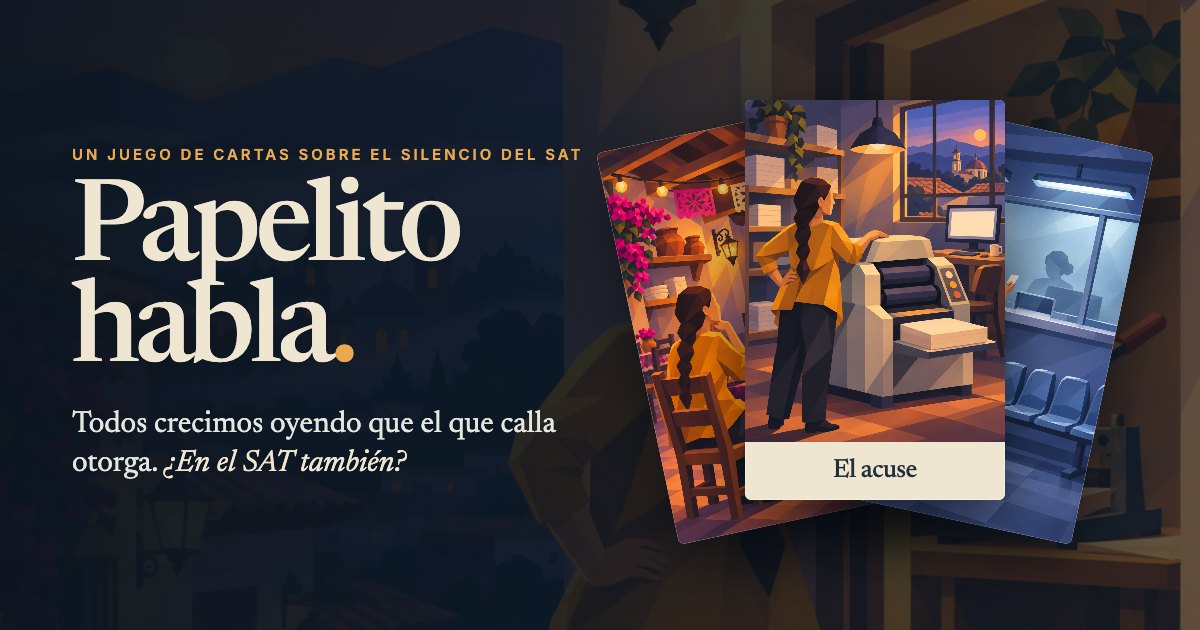 UN JUEGO DE CARTAS SOBRE EL SILENCIO DEL SAT
Papelito
habla.
Todos crecimos oyendo que el que calla
otorga. ¿En el SAT también?
El acuse